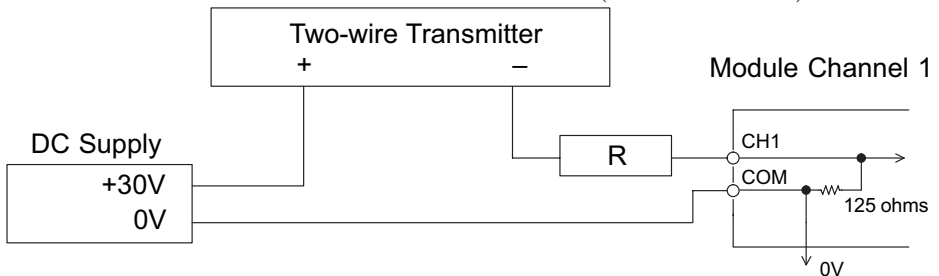 Two-wire Transmitter
+ –
Module Channel 1
DC Supply
+30V
0V
R
CH1
COM
125 ohms
0V